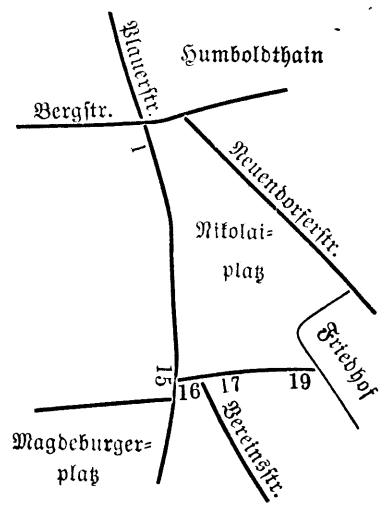 Plauerstr.
Humboldthain
Bergstr.
1
Neuendorferstr.
Nikolai=
platz
Friedhof
15
16
17
19
Vereinsstr.
Magdeburger=
platz